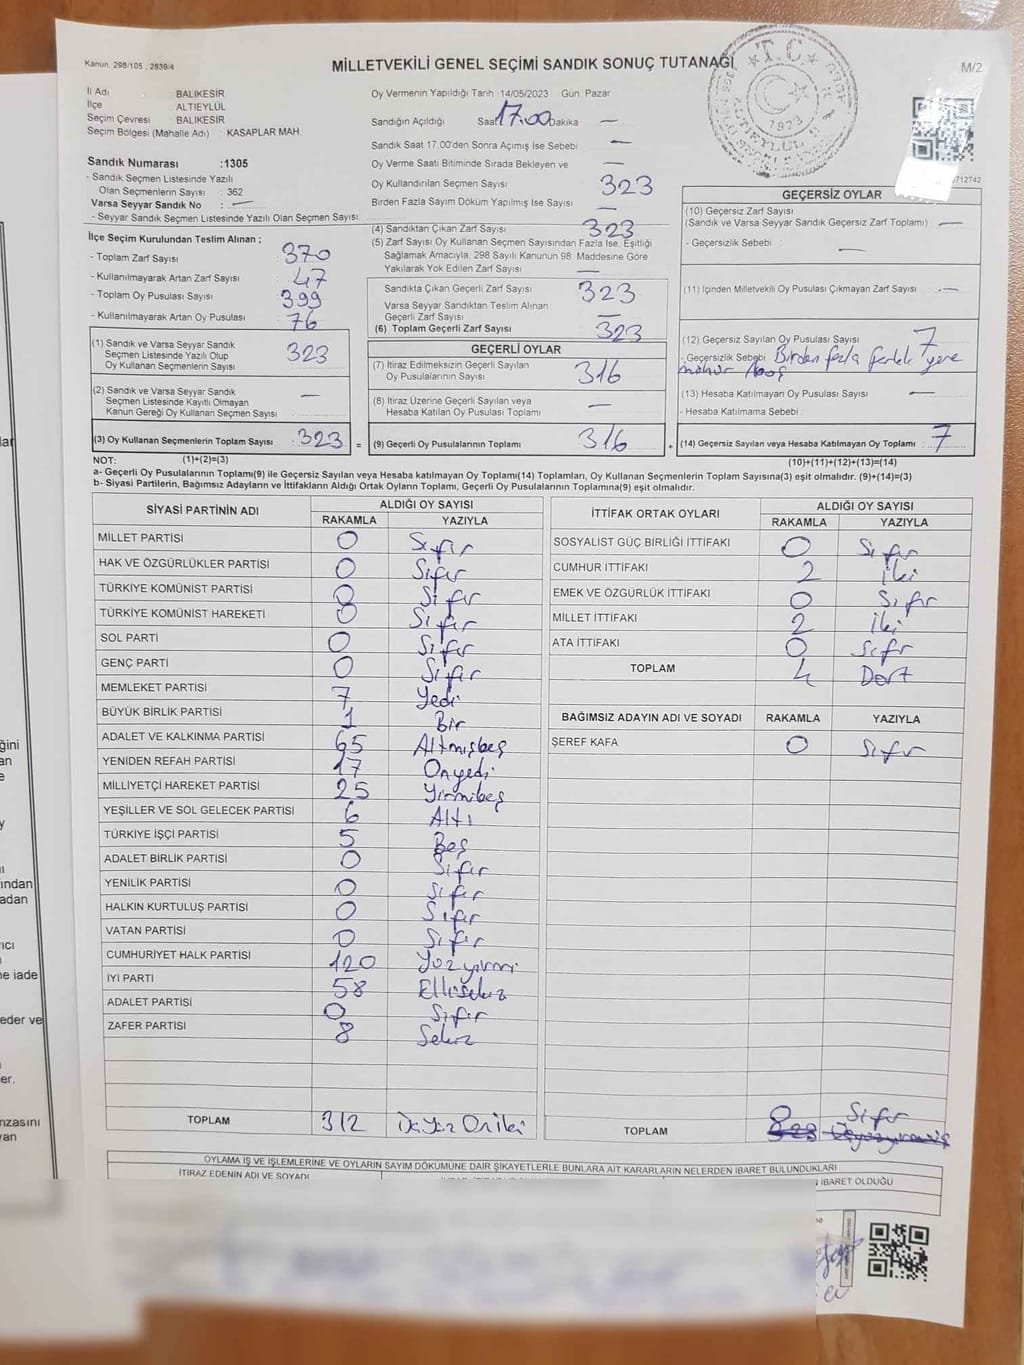 Kanun, 298/105 , 2839/4
MİLLETVEKİLİ GENEL SEÇİMİ SANDIK SONUÇ TUTANAĞI
M/2
T.C.
ALTIEYLÜL
1923
İl Adı BALIKESİR
İlçe ALTIEYLÜL
Seçim Çevresi BALIKESİR
Seçim Bölgesi (Mahalle Adı) : KASAPLAR MAH
Sandık Numarası :1305
- Sandık Seçmen Listesinde Yazılı
Olan Seçmenlerin Sayısı : 362
Varsa Seyyar Sandık No : —
- Seyyar Sandık Seçmen Listesinde Yazılı Olan Seçmen Sayısı:
Oy Vermenin Yapıldığı Tarih :14/05/2023 Gün: Pazar
Sandığın Açıldığı Saat 17.00 Dakika —
Sandık Saat 17.00'den Sonra Açımış İse Sebebi —
Oy Verme Saati Bitiminde Sırada Bekleyen ve —
Oy Kullandırılan Seçmen Sayısı 323
Birden Fazla Sayım Döküm Yapılmış İse Sayısı —
12742
İlçe Seçim Kurulundan Teslim Alınan ;
- Toplam Zarf Sayısı : 370
- Kullanılmayarak Artan Zarf Sayısı : 47
- Toplam Oy Pusulası Sayısı : 399
- Kullanılmayarak Artan Oy Pusulası : 76
(1) Sandık ve Varsa Seyyar Sandık
Seçmen Listesinde Yazılı Olup
Oy Kullanan Seçmenlerin Sayısı : 323
(2) Sandık ve Varsa Seyyar Sandık
Seçmen Listesinde Kayıtlı Olmayan
Kanun Gereği Oy Kullanan Seçmen Sayısı : —
(3) Oy Kullanan Seçmenlerin Toplam Sayısı : 323 =
(4) Sandıktan Çıkan Zarf Sayısı : 323
(5) Zarf Sayısı Oy Kullanan Seçmen Sayısından Fazla İse, Eşitliği
Sağlamak Amacıyla, 298 Sayılı Kanunun 98. Maddesine Göre
Yakılarak Yok Edilen Zarf Sayısı —
Sandıkta Çıkan Geçerli Zarf Sayısı : 323
Varsa Seyyar Sandıktan Teslim Alınan
Geçerli Zarf Sayısı : —
(6) Toplam Geçerli Zarf Sayısı : 323
GEÇERLİ OYLAR
(7) İtiraz Edilmeksizin Geçerli Sayılan
Oy Pusulalarının Sayısı : 316
(8) İtiraz Üzerine Geçerli Sayılan veya
Hesaba Katılan Oy Pusulası Toplamı : —
(9) Geçerli Oy Pusulalarının Toplamı : 316 +
GEÇERSİZ OYLAR
(10) Geçersiz Zarf Sayısı
(Sandık ve Varsa Seyyar Sandık Geçersiz Zarf Toplamı) : —
- Geçersizlik Sebebi : —
(11) İçinden Milletvekili Oy Pusulası Çıkmayan Zarf Sayısı : —
(12) Geçersiz Sayılan Oy Pusulası Sayısı : 7
- Geçersizlik Sebebi : Birden fazla farklı yere
mühür /boş
(13) Hesaba Katılmayan Oy Pusulası Sayısı : —
- Hesaba Katılmama Sebebi :
(14) Geçersiz Sayılan veya Hesaba Katılmayan Oy Toplamı : 7
NOT: (1)+(2)=(3) (10)+(11)+(12)+(13)=(14)
a- Geçerli Oy Pusulalarının Toplamı(9) ile Geçersiz Sayılan veya Hesaba katılmayan Oy Toplamı(14) Toplamları, Oy Kullanan Seçmenlerin Toplam Sayısına(3) eşit olmalıdır. (9)+(14)=(3)
b- Siyasi Partilerin, Bağımsız Adayların ve İttifakların Aldığı Ortak Oyların Toplamı, Geçerli Oy Pusulalarının Toplamına(9) eşit olmalıdır.
SİYASİ PARTİNİN ADI ALDIĞI OY SAYISI
RAKAMLA YAZIYLA
MİLLET PARTİSİ 0 Sıfır
HAK VE ÖZGÜRLÜKLER PARTİSİ 0 Sıfır
TÜRKİYE KOMÜNİST PARTİSİ 0 Sıfır
TÜRKİYE KOMÜNİST HAREKETİ 0 Sıfır
SOL PARTİ 0 Sıfır
GENÇ PARTİ 0 Sıfır
MEMLEKET PARTİSİ 7 Yedi
BÜYÜK BİRLİK PARTİSİ 1 Bir
ADALET VE KALKINMA PARTİSİ 65 Altmışbeş
YENİDEN REFAH PARTİSİ 17 Onyedi
MİLLİYETÇİ HAREKET PARTİSİ 25 Yirmibeş
YEŞİLLER VE SOL GELECEK PARTİSİ 6 Altı
TÜRKİYE İŞÇİ PARTİSİ 5 Beş
ADALET BİRLİK PARTİSİ 0 Sıfır
YENİLİK PARTİSİ 0 Sıfır
HALKIN KURTULUŞ PARTİSİ 0 Sıfır
VATAN PARTİSİ 0 Sıfır
CUMHURİYET HALK PARTİSİ 120 Yüzyirmi
İYİ PARTİ 58 Ellisekiz
ADALET PARTİSİ 0 Sıfır
ZAFER PARTİSİ 8 Sekiz
TOPLAM 312 Üçyüz Oniki
İTTİFAK ORTAK OYLARI ALDIĞI OY SAYISI
RAKAMLA YAZIYLA
SOSYALİST GÜÇ BİRLİĞİ İTTİFAKI 0 Sıfır
CUMHUR İTTİFAKI 2 İki
EMEK VE ÖZGÜRLÜK İTTİFAKI 0 Sıfır
MİLLET İTTİFAKI 2 İki
ATA İTTİFAKI 0 Sıfır
TOPLAM 4 Dört
BAĞIMSIZ ADAYIN ADI VE SOYADI RAKAMLA YAZIYLA
ŞEREF KAFA 0 Sıfır
TOPLAM 0 Sıfır
OYLAMA İŞ VE İŞLEMLERİNE VE OYLARIN SAYIM DÖKÜMÜNE DAİR ŞİKAYETLERLE BUNLARA AİT KARARLARIN NELERDEN İBARET BULUNDUKLARI
İTİRAZ EDENİN ADI VE SOYADI
İBARET OLDUĞU